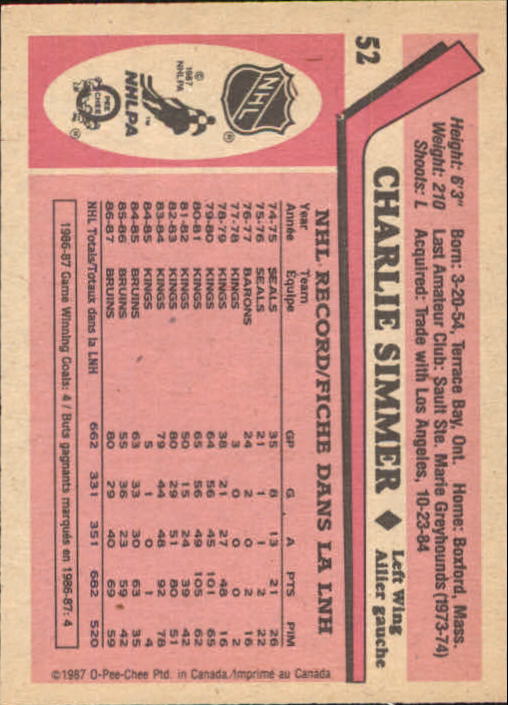 52
Height: 6'3" Born: 3-20-54, Terrace Bay, Ont. Home: Boxford, Mass.
Weight: 210 Last Amateur Club: Sault Ste. Marie Greyhounds (1973-74)
Shoots: L Acquired: Trade with Los Angeles, 10-23-84
CHARLIE SIMMER ◆ Left Wing
Ailier gauche
NHL
®
© 1987 NHLPA
NHLPA
™
O PEE CHEE
®
NHL RECORD/FICHE DANS LA LNH
Year Team GP G A PTS PIM
Année Équipe
74-75 SEALS 35 8 13 21 26
75-76 SEALS 21 1 1 2 22
76-77 BARONS 24 2 0 2 16
77-78 KINGS 3 0 0 0 2
78-79 KINGS 38 21 27 48 16
79-80 KINGS 64 56 45 101 65
80-81 KINGS 65 56 49 105 62
81-82 KINGS 50 15 24 39 42
82-83 KINGS 80 29 51 80 51
83-84 KINGS 79 44 48 92 78
84-85 KINGS 5 1 0 1 4
84-85 BRUINS 63 33 30 63 35
85-86 BRUINS 55 36 23 59 42
86-87 BRUINS 80 29 40 69 59
NHL Totals/Totaux dans la LNH 662 331 351 682 520
1986-87 Game Winning Goals: 4 / Buts gagnants marqués en 1986-87: 4
©1987 O-Pee-Chee Ptd. in Canada/Imprimé au Canada